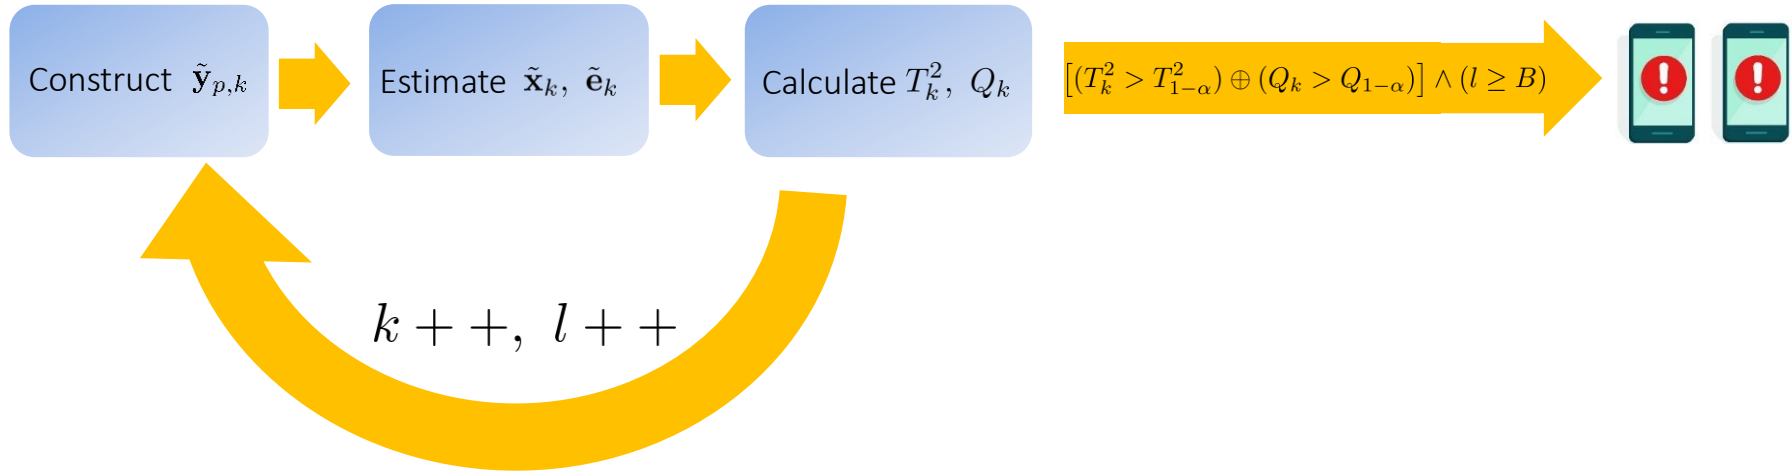 Construct ỹ_{p,k}
Estimate x̃_k, ẽ_k
Calculate T_k^2, Q_k
[(T_k^2 > T_{1−α}^2) ⊕ (Q_k > Q_{1−α})] ∧ (l ≥ B)
k + +, l + +